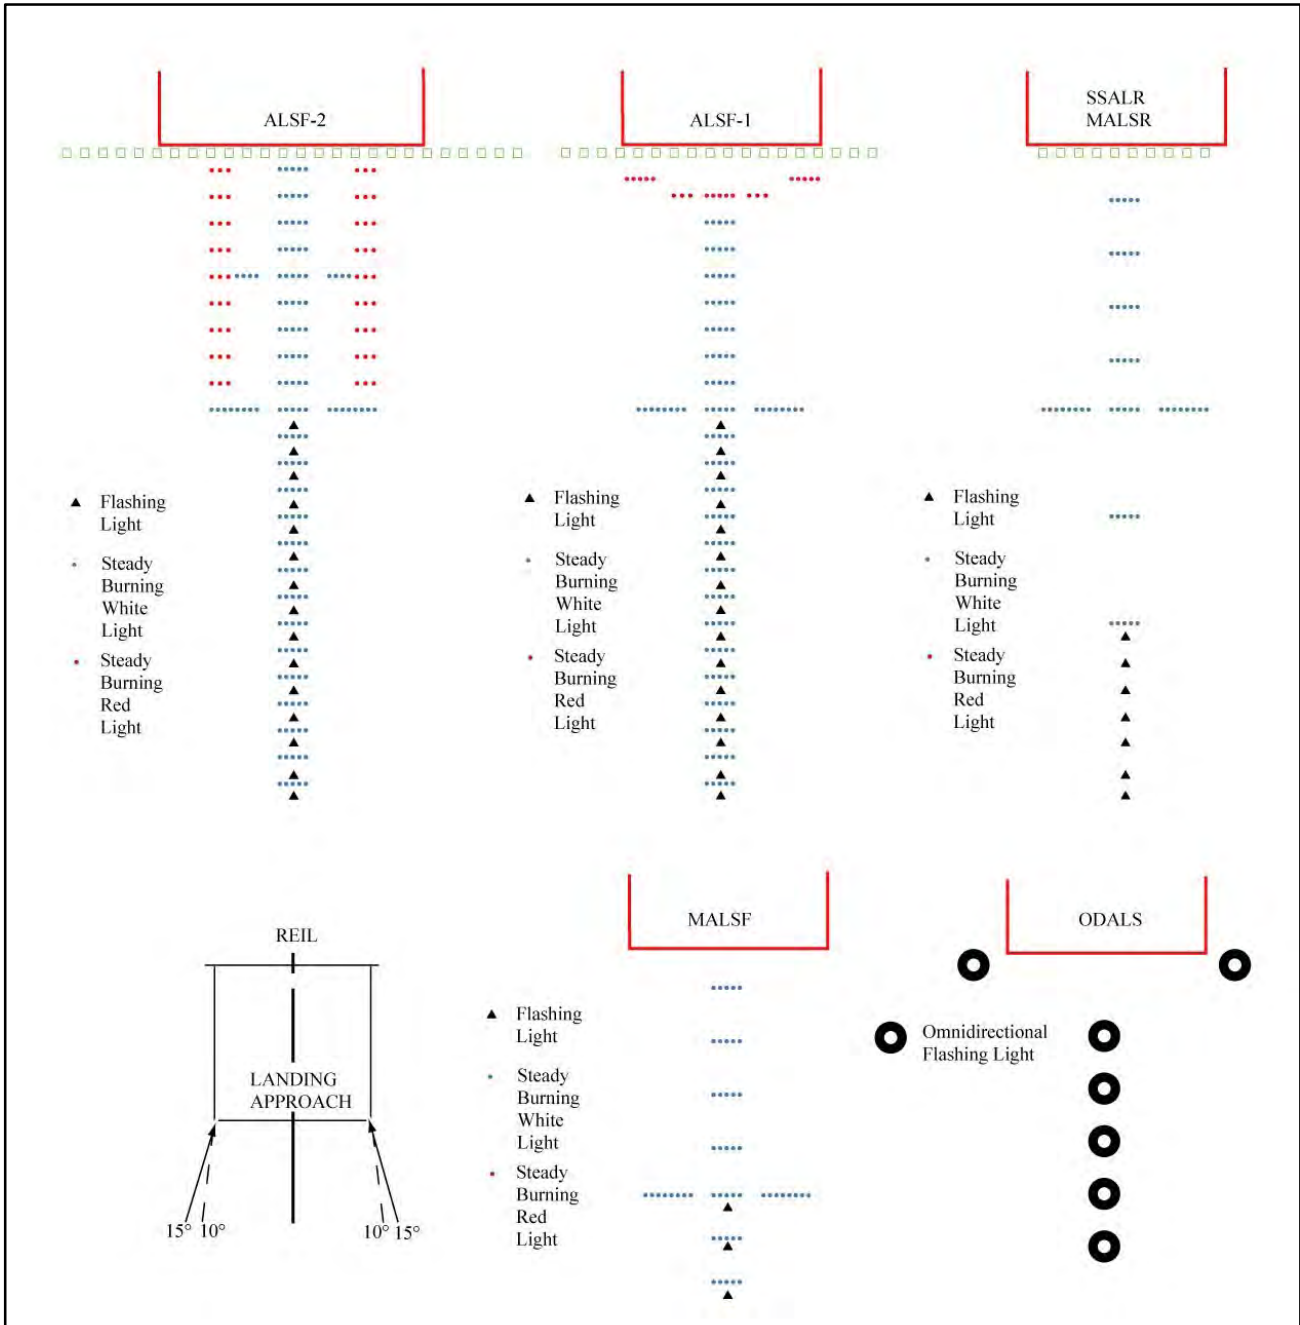 ALSF-2
ALSF-1
SSALR
MALSR
Flashing
Light
Steady
Burning
White
Light
Steady
Burning
Red
Light
Flashing
Light
Steady
Burning
White
Light
Steady
Burning
Red
Light
Flashing
Light
Steady
Burning
White
Light
Steady
Burning
Red
Light
REIL
LANDING
APPROACH
15° 10°
10° 15°
MALSF
Flashing
Light
Steady
Burning
White
Light
Steady
Burning
Red
Light
ODALS
Omnidirectional
Flashing Light